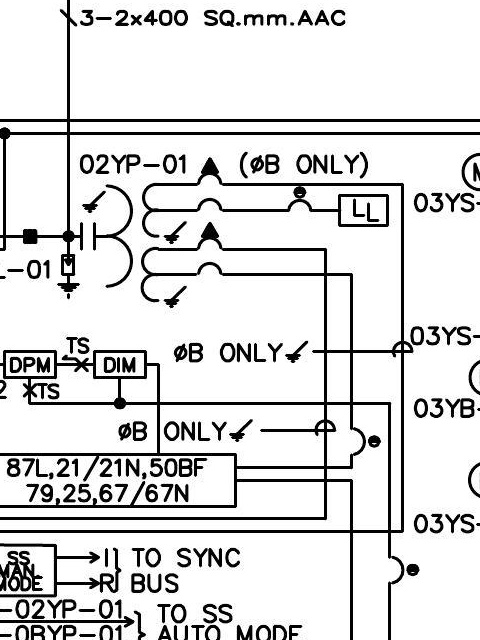 3-2x400 SQ.mm.AAC
02YP-01 (øB ONLY)
LL
03YS-
L-01
03YS-
øB ONLY
TS
DPM
DIM
2
TS
03YB-
øB ONLY
87L,21/21N,50BF
79,25,67/67N
03YS-
SS
MAN.
MODE
I] TO SYNC
R BUS
-02YP-01
TO SS
-0BYP-01
AUTO MODE